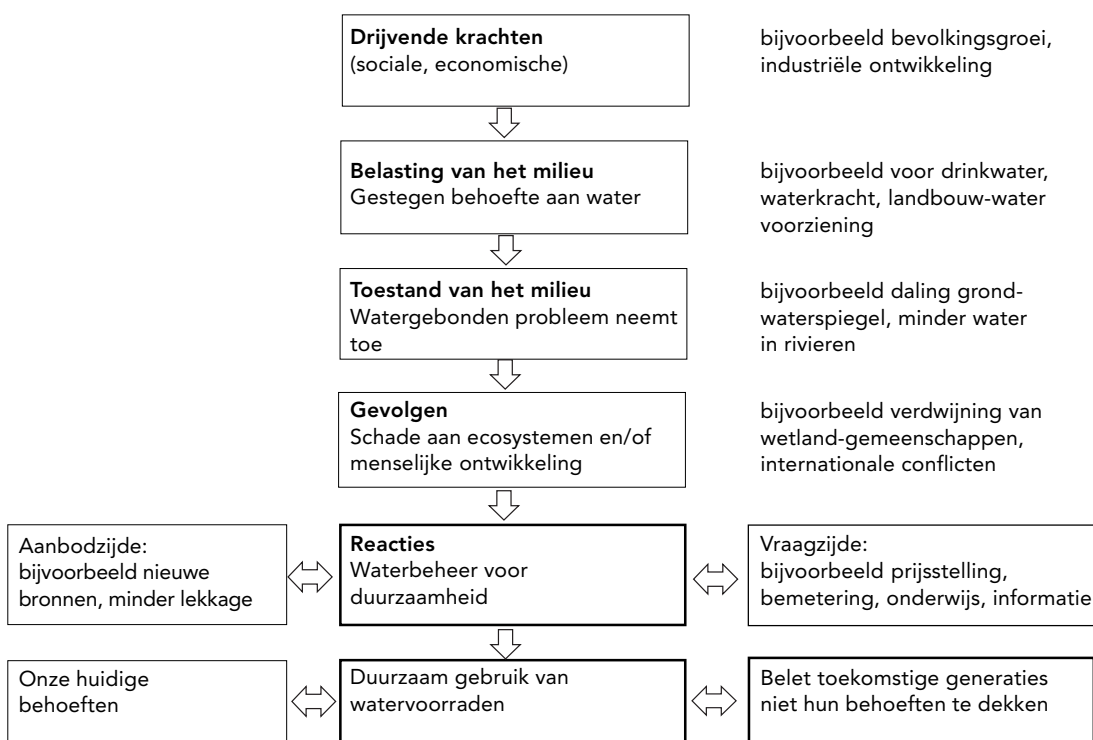 Drijvende krachten
(sociale, economische)
bijvoorbeeld bevolkingsgroei,
industriële ontwikkeling
Belasting van het milieu
Gestegen behoefte aan water
bijvoorbeeld voor drinkwater,
waterkracht, landbouw-water
voorziening
Toestand van het milieu
Watergebonden probleem neemt
toe
bijvoorbeeld daling grond-
waterspiegel, minder water
in rivieren
Gevolgen
Schade aan ecosystemen en/of
menselijke ontwikkeling
bijvoorbeeld verdwijning van
wetland-gemeenschappen,
internationale conflicten
Aanbodzijde:
bijvoorbeeld nieuwe
bronnen, minder lekkage
Reacties
Waterbeheer voor
duurzaamheid
Vraagzijde:
bijvoorbeeld prijsstelling,
bemetering, onderwijs, informatie
Onze huidige
behoeften
Duurzaam gebruik van
watervoorraden
Belet toekomstige generaties
niet hun behoeften te dekken